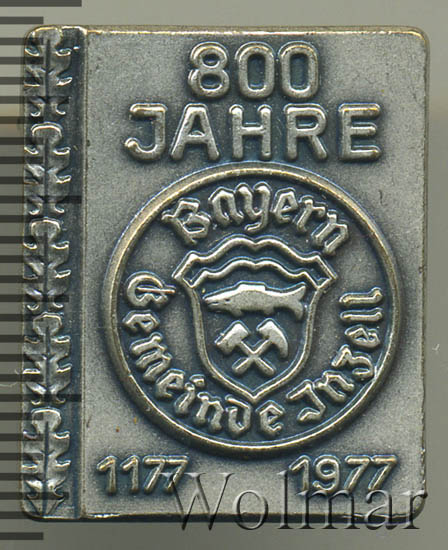 800
JAHRE
Bayern
Gemeinde Inzell
1177 1977
Wolmar